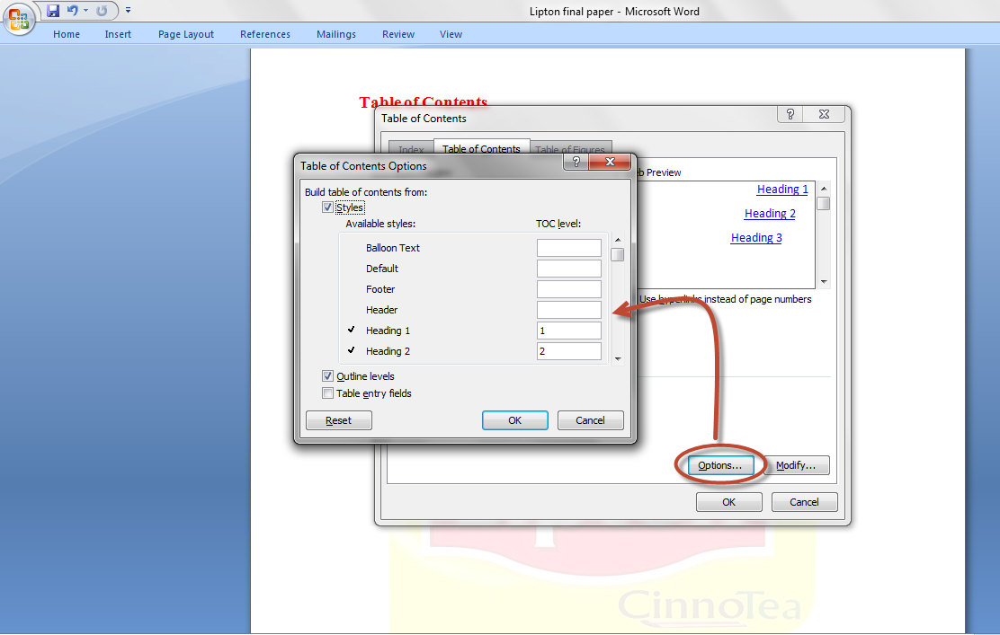 Lipton final paper - Microsoft Word
Home Insert Page Layout References Mailings Review View
Table of Contents
Table of Contents
?
Index Table of Contents Table of Figures
Table of Contents Options
?
b Preview
Build table of contents from:
Styles
Available styles: TOC level:
Balloon Text
Default
Footer
Header
Heading 1 1
Heading 2 2
Outline levels
Table entry fields
Reset OK Cancel
Heading 1
Heading 2
Heading 3
Use hyperlinks instead of page numbers
Options... Modify...
OK Cancel
CinnoTea